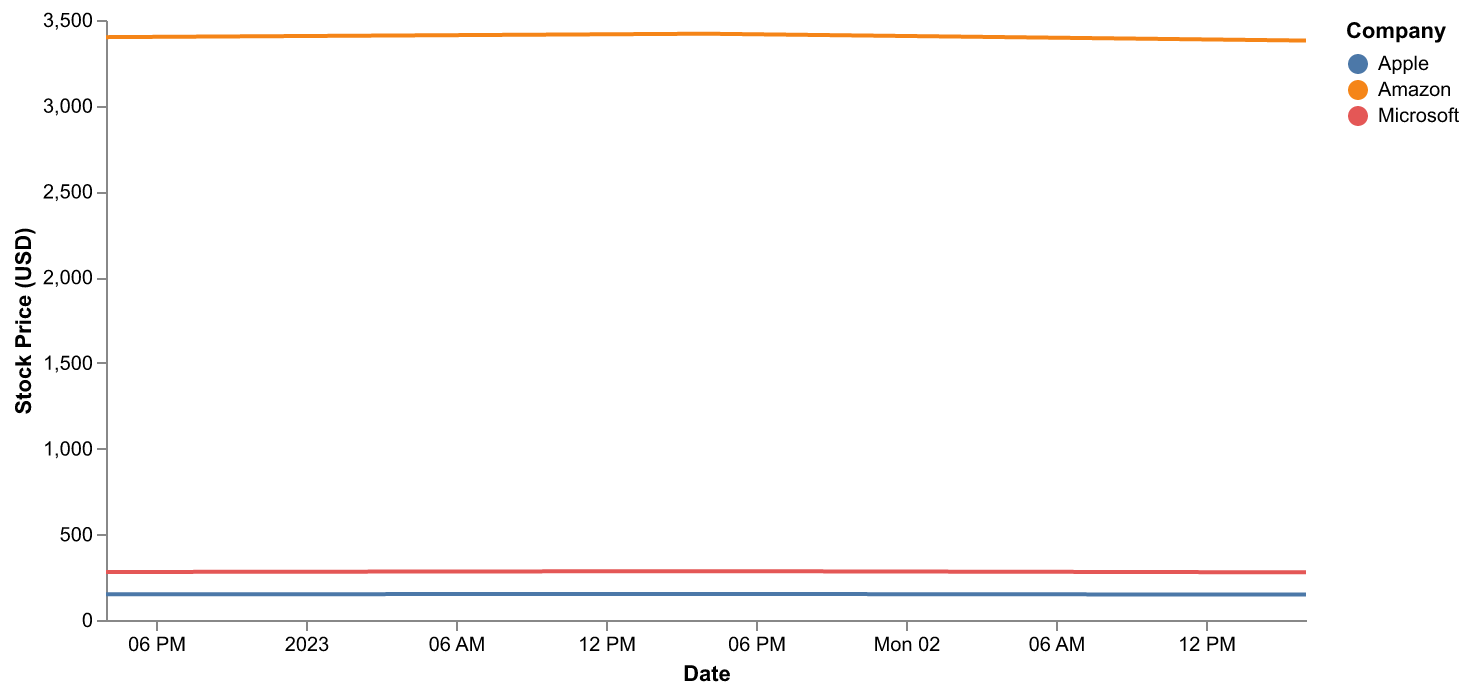 3,500
3,000
2,500
2,000
1,500
1,000
500
0
Stock Price (USD)
06 PM
2023
06 AM
12 PM
06 PM
Mon 02
06 AM
12 PM
Date
Company
Apple
Amazon
Microsoft